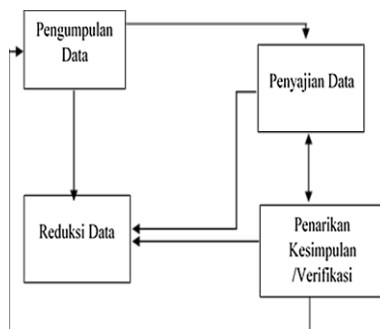 Pengumpulan
Data
Penyajian Data
Reduksi Data
Penarikan
Kesimpulan
/Verifikasi